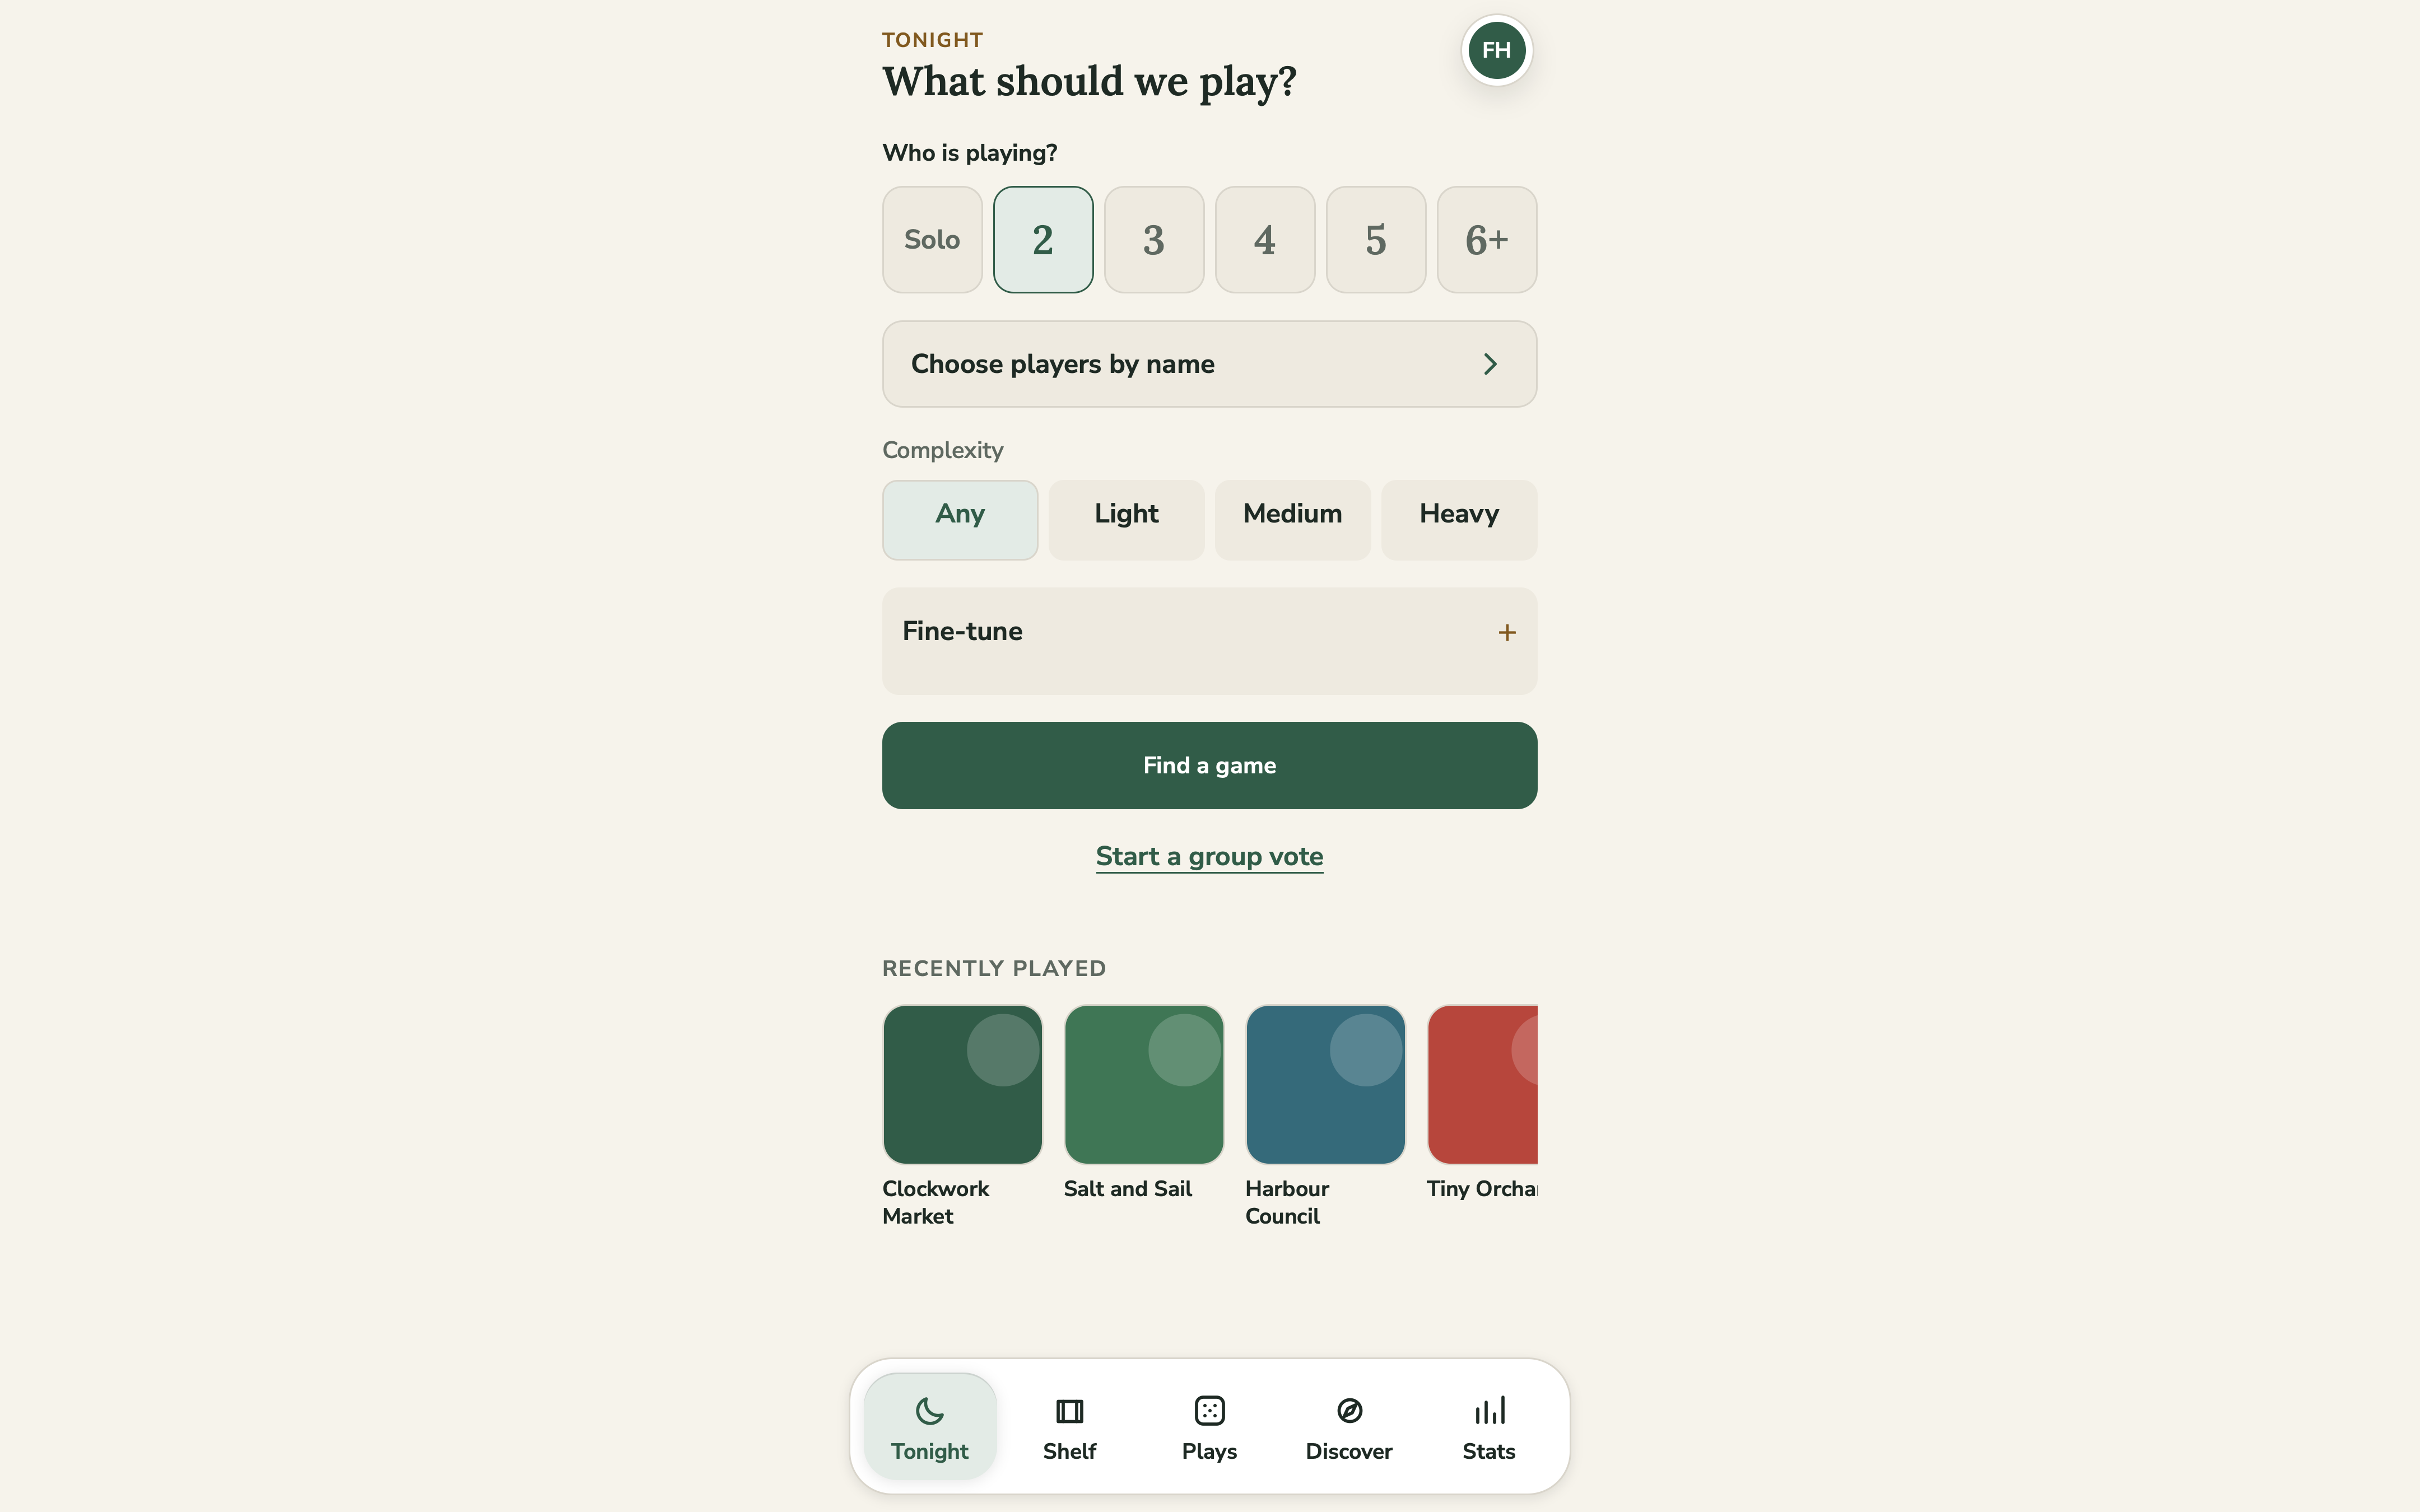 TONIGHT
What should we play?
FH
Who is playing?
Solo
2
3
4
5
6+
Choose players by name
Complexity
Any
Light
Medium
Heavy
Fine-tune
+
Find a game
Start a group vote
RECENTLY PLAYED
Clockwork
Market
Salt and Sail
Harbour
Council
Tiny Orcha
Tonight
Shelf
Plays
Discover
Stats